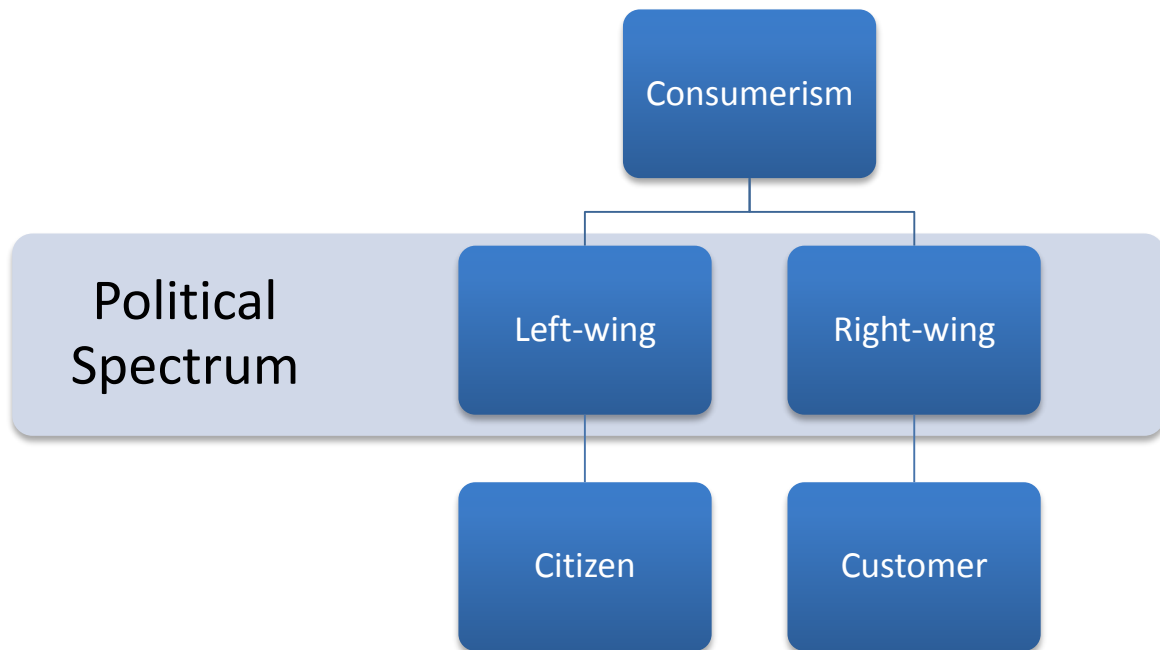 Consumerism
Political
Spectrum
Left-wing
Right-wing
Citizen
Customer